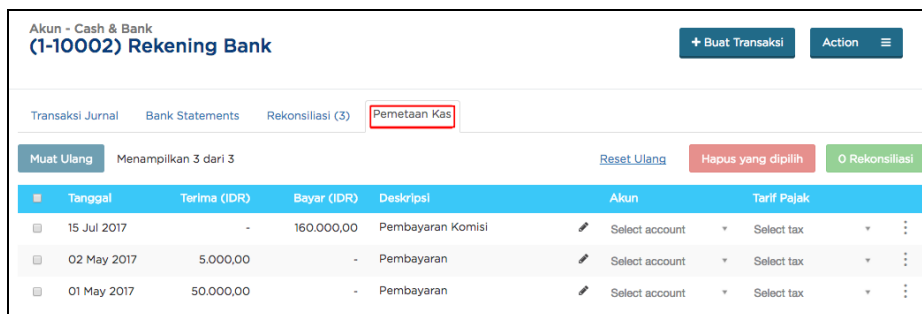 Akun - Cash & Bank
(1-10002) Rekening Bank
+ Buat Transaksi Action
Transaksi Jurnal Bank Statements Rekonsiliasi (3) Pemetaan Kas
Muat Ulang Menampilkan 3 dari 3 Reset Ulang Hapus yang dipilih 0 Rekonsiliasi
Tanggal Terima (IDR) Bayar (IDR) Deskripsi Akun Tarif Pajak
15 Jul 2017 - 160.000,00 Pembayaran Komisi Select account Select tax
02 May 2017 5.000,00 - Pembayaran Select account Select tax
01 May 2017 50.000,00 - Pembayaran Select account Select tax